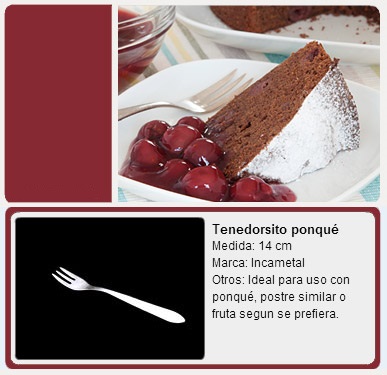 Tenedorsito ponqué
Medida: 14 cm
Marca: Incametal
Otros: Ideal para uso con
ponqué, postre similar o
fruta segun se prefiera.